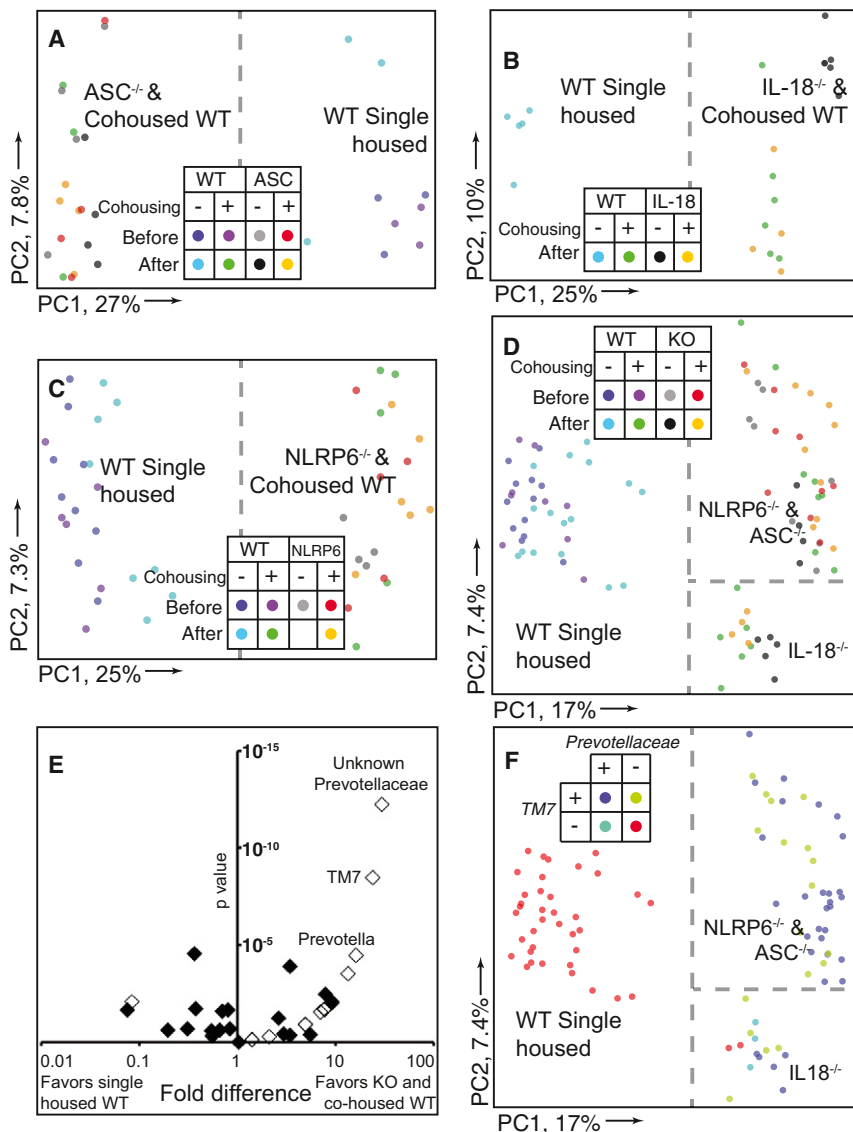 A
ASC-/- &
Cohoused WT
WT Single
housed
WT ASC
Cohousing - + - +
Before
After
PC2, 7.8%
PC1, 27%
B
WT Single
housed
IL-18-/- &
Cohoused WT
WT IL-18
Cohousing - + - +
After
PC2, 10%
PC1, 25%
C
WT Single
housed
NLRP6-/- &
Cohoused WT
WT NLRP6
Cohousing - + - +
Before
After
PC2, 7.3%
PC1, 25%
D
WT KO
Cohousing - + - +
Before
After
NLRP6-/- &
ASC-/-
WT Single
housed
IL-18-/-
PC2, 7.4%
PC1, 17%
E
10-15
Unknown
Prevotellaceae
10-10
p value
TM7
Prevotella
10-5
0.01 0.1 1 10 100
Favors single
housed WT
Fold difference
Favors KO and
co-housed WT
F
Prevotellaceae
+ -
TM7 +
-
NLRP6-/- &
ASC-/-
WT Single
housed
IL18-/-
PC2, 7.4%
PC1, 17%